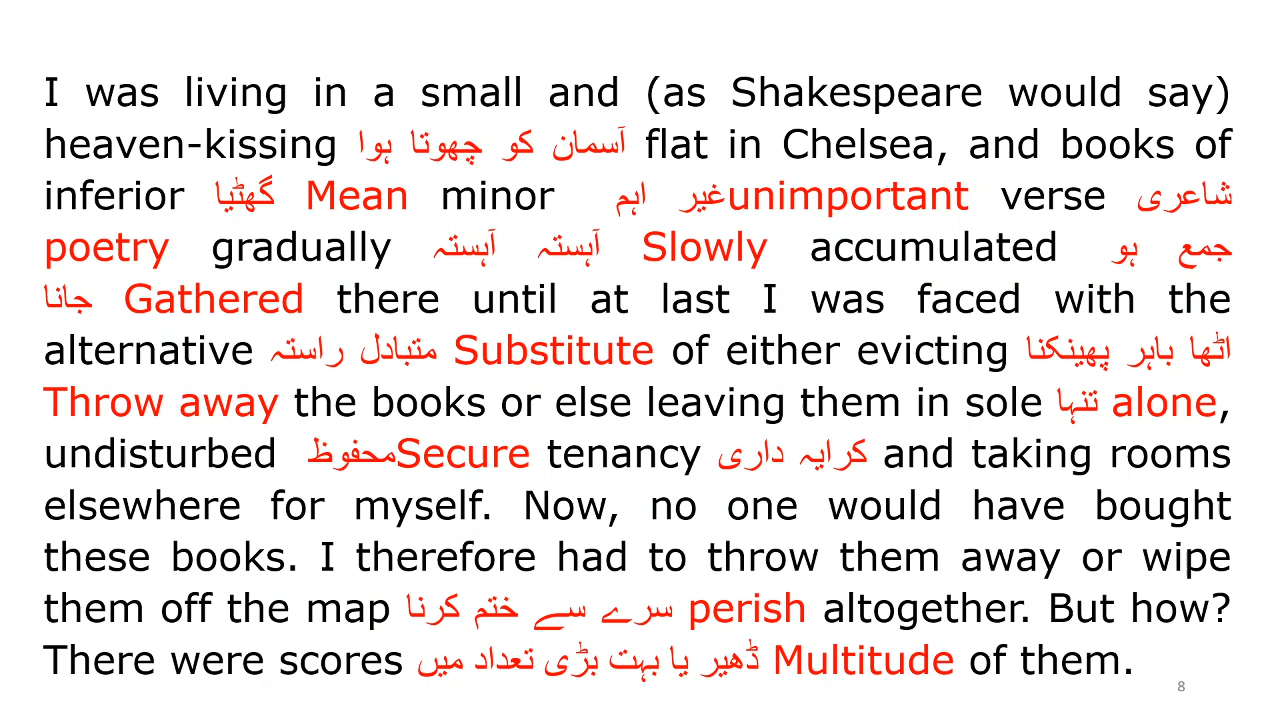 I was living in a small and (as Shakespeare would say)
heaven-kissing آسمان کو چھوتا ہوا flat in Chelsea, and books of
inferior گھٹیا Mean minor غیر اہم unimportant verse شاعری
poetry gradually آہستہ آہستہ Slowly accumulated جمع ہو
جانا Gathered there until at last I was faced with the
alternative متبادل راستہ Substitute of either evicting اٹھا باہر پھینکنا
Throw away the books or else leaving them in sole تنہا alone,
undisturbed محفوظ Secure tenancy کرایہ داری and taking rooms
elsewhere for myself. Now, no one would have bought
these books. I therefore had to throw them away or wipe
them off the map سرے سے ختم کرنا perish altogether. But how?
There were scores ڈھیر یا بہت بڑی تعداد میں Multitude of them.
8